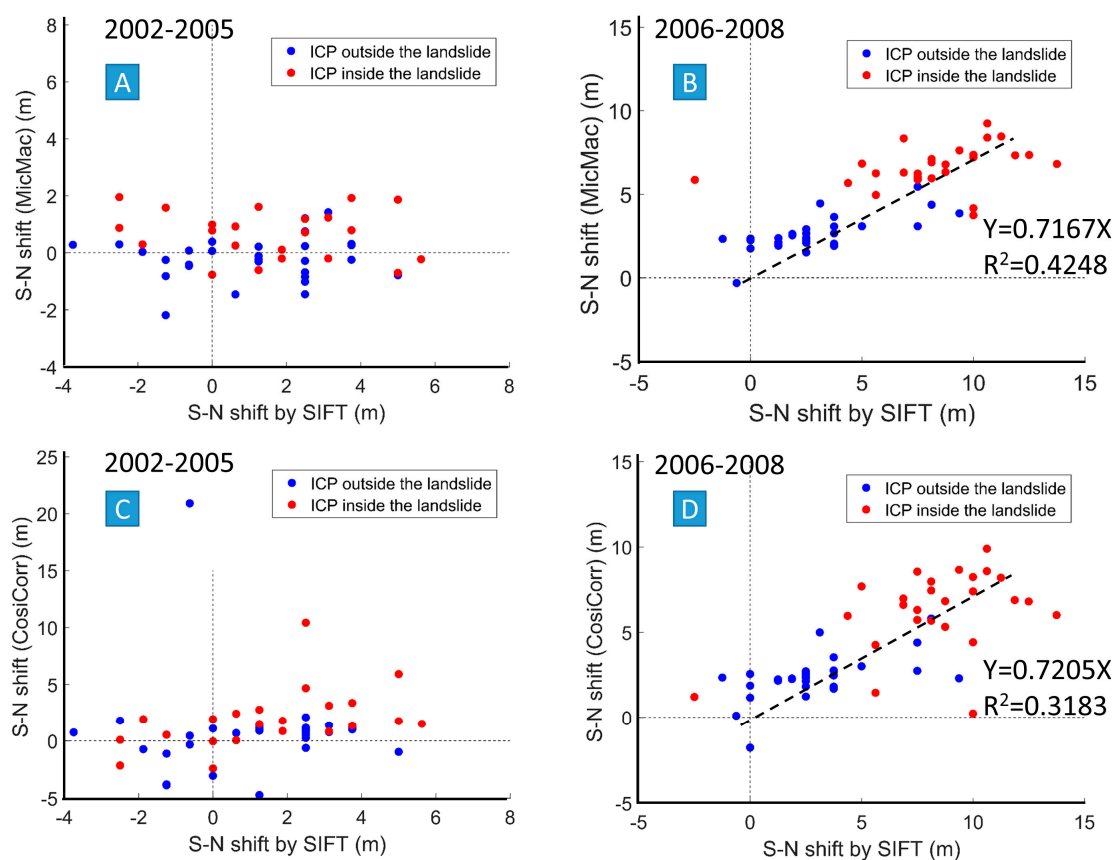 2002-2005
ICP outside the landslide
ICP inside the landslide
A
8
6
4
2
0
-2
-4
S-N shift (MicMac) (m)
-4 -2 0 2 4 6 8
S-N shift by SIFT (m)
2006-2008
ICP outside the landslide
ICP inside the landslide
B
15
10
5
0
-5
S-N shift (MicMac) (m)
Y=0.7167X
R²=0.4248
-5 0 5 10 15
S-N shift by SIFT (m)
2002-2005
ICP outside the landslide
ICP inside the landslide
C
25
20
15
10
5
0
-5
S-N shift (CosiCorr) (m)
-4 -2 0 2 4 6 8
S-N shift by SIFT (m)
2006-2008
ICP outside the landslide
ICP inside the landslide
D
15
10
5
0
-5
S-N shift (CosiCorr) (m)
Y=0.7205X
R²=0.3183
-5 0 5 10 15
S-N shift by SIFT (m)